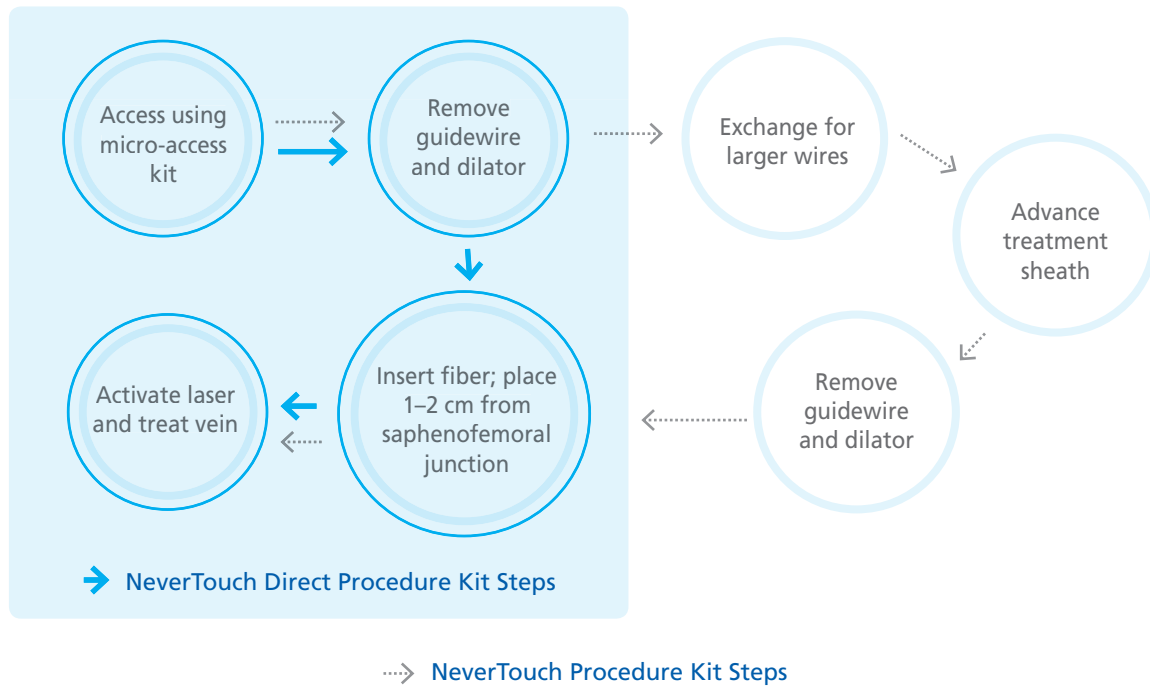 Access using
micro-access
kit
Remove
guidewire
and dilator
Exchange for
larger wires
Advance
treatment
sheath
Remove
guidewire
and dilator
Insert fiber; place
1–2 cm from
saphenofemoral
junction
Activate laser
and treat vein
NeverTouch Direct Procedure Kit Steps
NeverTouch Procedure Kit Steps